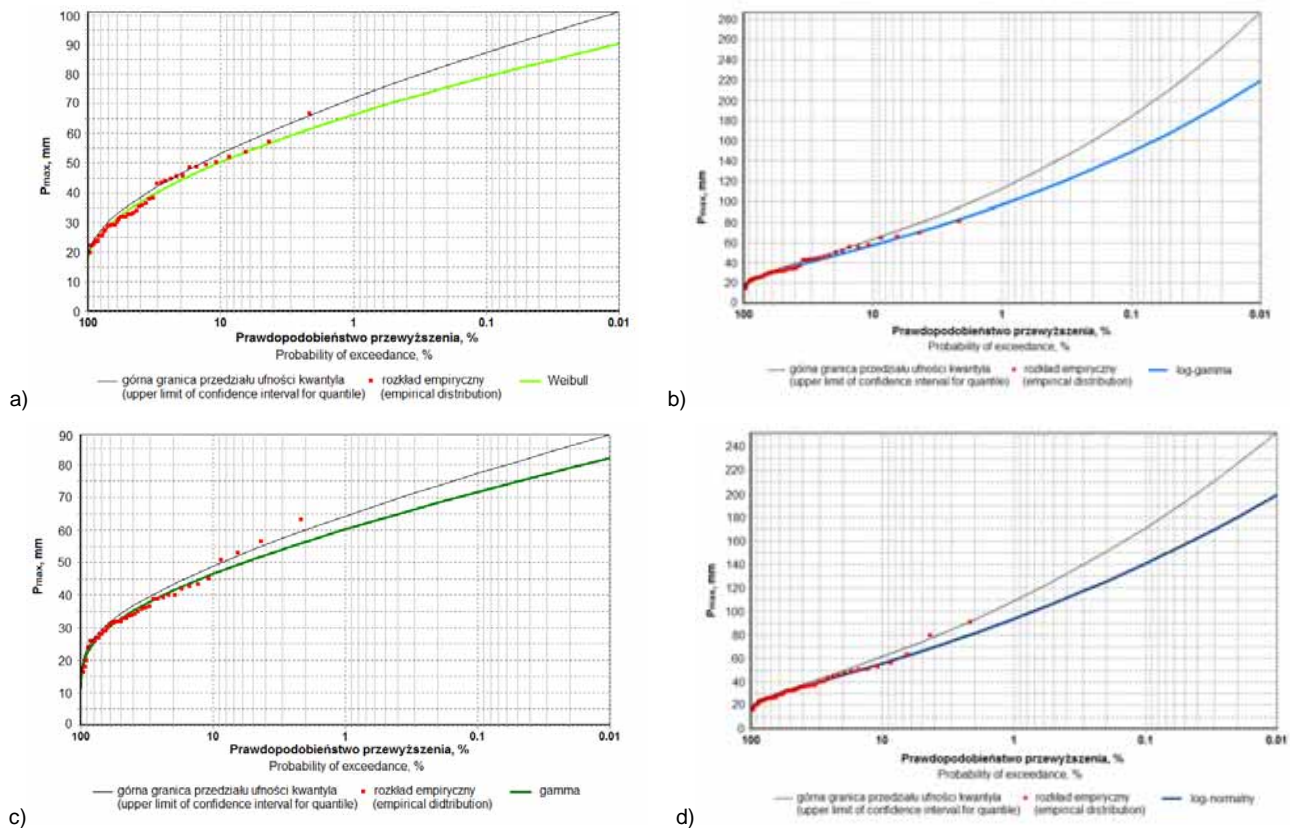 100
90
80
70
60
50
40
30
20
10
0
Pmax, mm
100 10 1 0.1 0.01
Prawdopodobieństwo przewyższenia, %
Probability of exceedance, %
górna granica przedziału ufności kwantyla
(upper limit of confidence interval for quantile)
rozkład empiryczny
(empirical distribution)
Weibull
a)
280
260
240
220
200
180
160
140
120
100
80
60
40
20
0
Pmax, mm
100 10 1 0.1 0.01
Prawdopodobieństwo przewyższenia, %
Probability of exceedance, %
górna granica przedziału ufności kwantyla
(upper limit of confidence interval for quantile)
rozkład empiryczny
(empirical distribution)
log-gamma
b)
90
80
70
60
50
40
30
20
10
0
Pmax, mm
100 10 1 0.1 0.01
Prawdopodobieństwo przewyższenia, %
Probability of exceedance, %
górna granica przedziału ufności kwantyla
(upper limit of confidence interval for quantile)
rozkład empiryczny
(empirical didtribution)
gamma
c)
240
220
200
180
160
140
120
100
80
60
40
20
0
Pmax, mm
100 10 1 0.1 0.01
Prawdopodobieństwo przewyższenia, %
Probability of exceedance, %
górna granica przedziału ufności kwantyla
(upper limit of confidence interval for quantile)
rozkład empiryczny
(empirical distribution)
log-normalny
d)